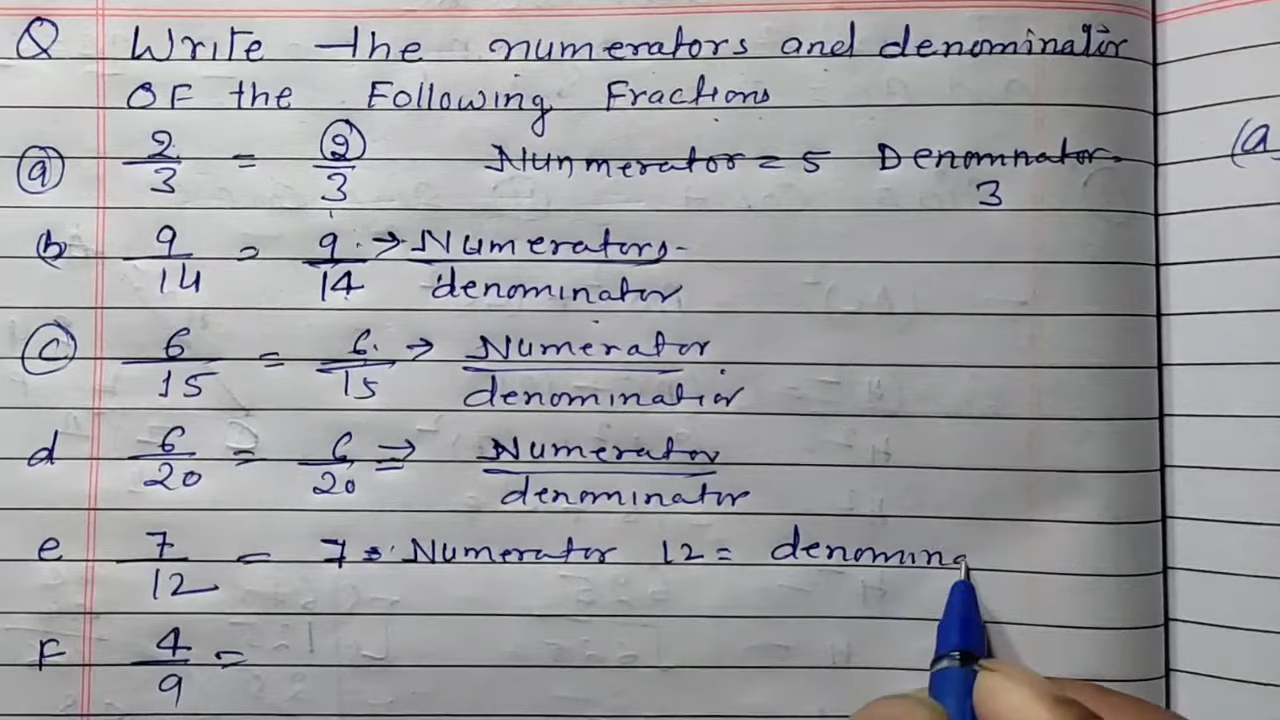 Q Write the numerators and denominator
OF the Following Fractions
(a) 2/3 = 2/3 Nunmerator = 5 Denomnator
3
(b) 9/14 = 9/14 → Numerators
denominator
(c) 6/15 = 6/15 → Numerator
denominatior
d 6/20 = 6/20 => Numerator
denominator
e 7/12 = 7 = Numerator 12 = denomina
F 4/9 =
(a